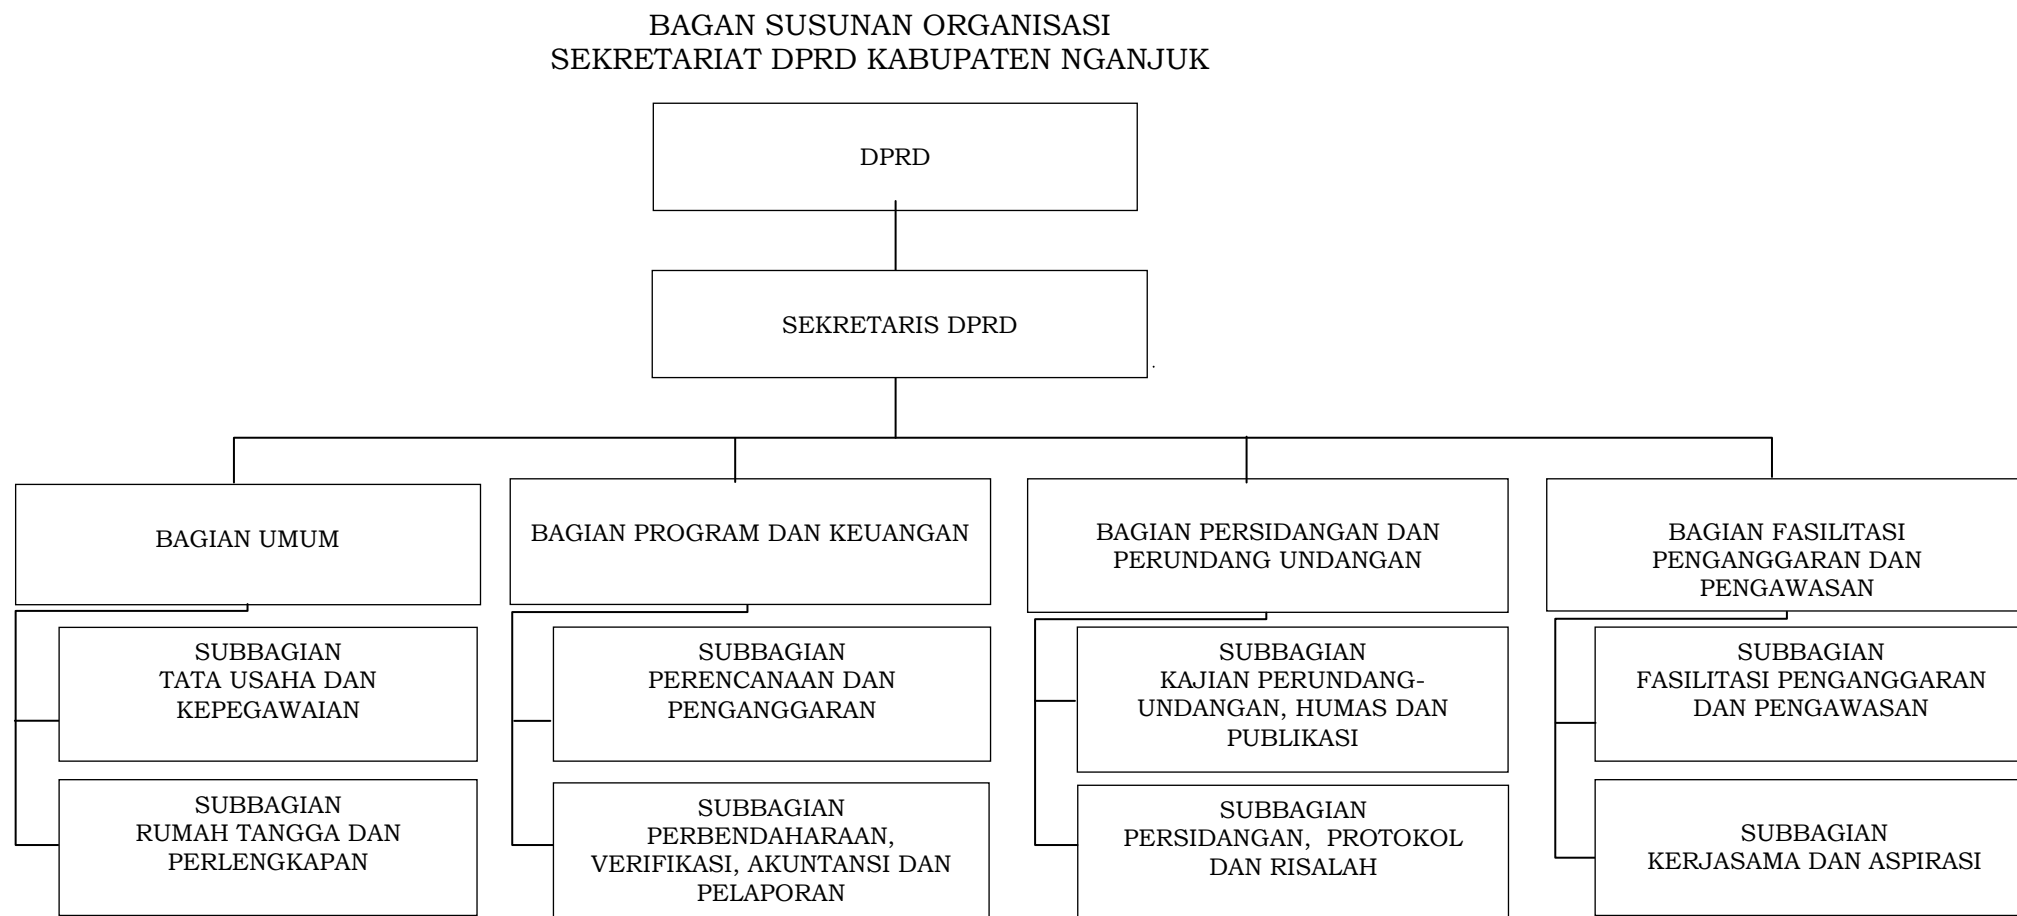 BAGAN SUSUNAN ORGANISASI
SEKRETARIAT DPRD KABUPATEN NGANJUK
DPRD
SEKRETARIS DPRD
BAGIAN UMUM
BAGIAN PROGRAM DAN KEUANGAN
BAGIAN PERSIDANGAN DAN
PERUNDANG UNDANGAN
BAGIAN FASILITASI
PENGANGGARAN DAN
PENGAWASAN
SUBBAGIAN
TATA USAHA DAN
KEPEGAWAIAN
SUBBAGIAN
PERENCANAAN DAN
PENGANGGARAN
SUBBAGIAN
KAJIAN PERUNDANG-
UNDANGAN, HUMAS DAN
PUBLIKASI
SUBBAGIAN
FASILITASI PENGANGGARAN
DAN PENGAWASAN
SUBBAGIAN
RUMAH TANGGA DAN
PERLENGKAPAN
SUBBAGIAN
PERBENDAHARAAN,
VERIFIKASI, AKUNTANSI DAN
PELAPORAN
SUBBAGIAN
PERSIDANGAN, PROTOKOL
DAN RISALAH
SUBBAGIAN
KERJASAMA DAN ASPIRASI